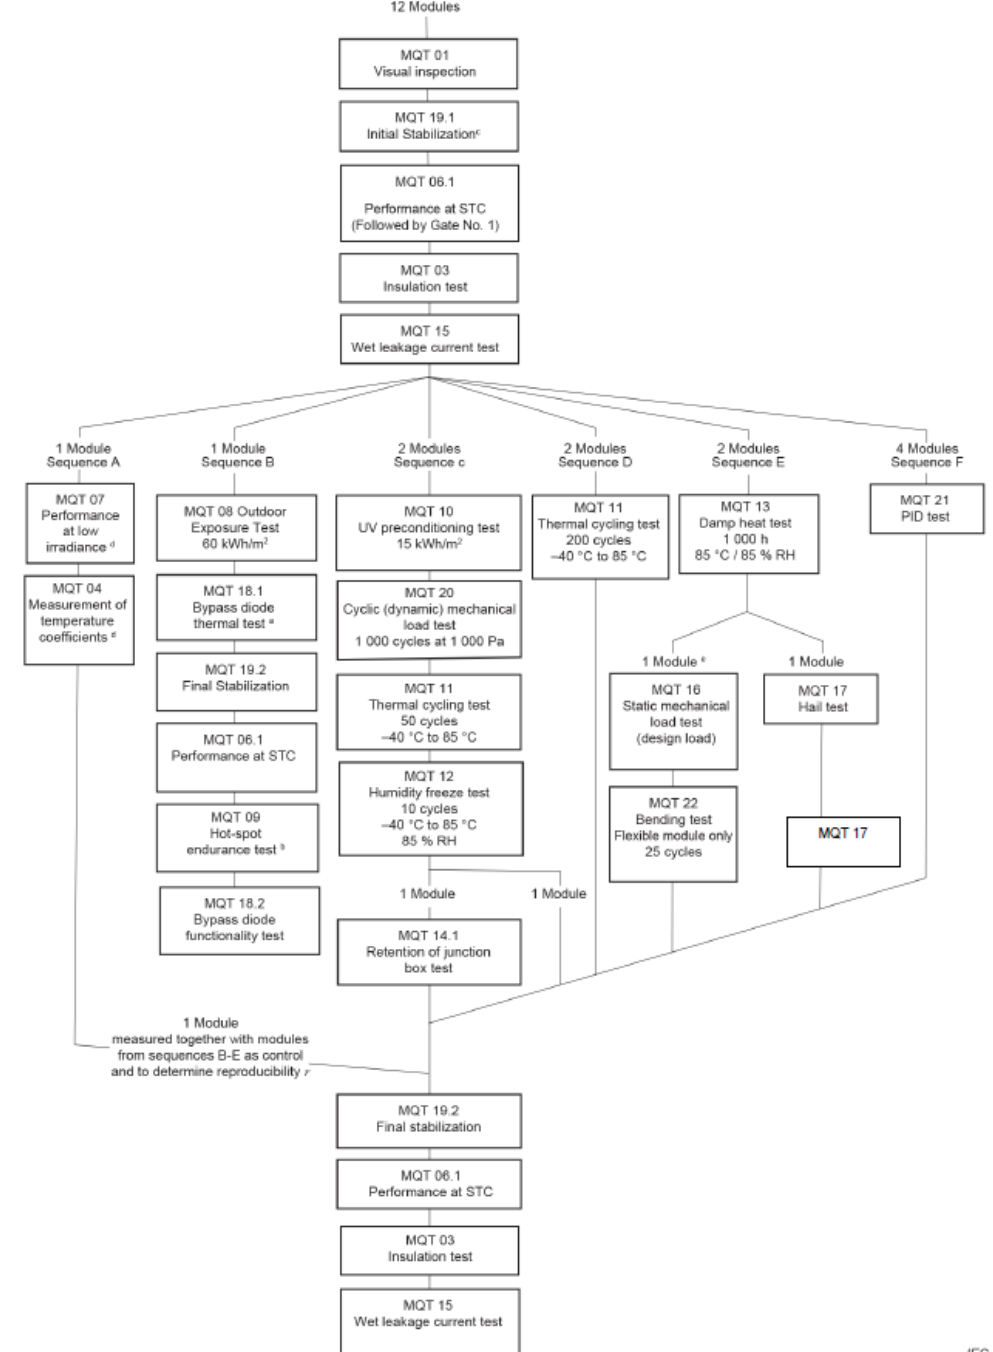 12 Modules
MQT 01
Visual inspection
MQT 19.1
Initial Stabilizationᶜ
MQT 06.1
Performance at STC
(Followed by Gate No. 1)
MQT 03
Insulation test
MQT 15
Wet leakage current test
1 Module
Sequence A
MQT 07
Performance
at low
irradiance ᵈ
MQT 04
Measurement of
temperature
coefficients ᵈ
1 Module
Sequence B
MQT 08 Outdoor
Exposure Test
60 kWh/m²
MQT 18.1
Bypass diode
thermal test ᵃ
MQT 19.2
Final Stabilization
MQT 06.1
Performance at STC
MQT 09
Hot-spot
endurance test ᵇ
MQT 18.2
Bypass diode
functionality test
2 Modules
Sequence c
MQT 10
UV preconditioning test
15 kWh/m²
MQT 20
Cyclic (dynamic) mechanical
load test
1 000 cycles at 1 000 Pa
MQT 11
Thermal cycling test
50 cycles
–40 °C to 85 °C
MQT 12
Humidity freeze test
10 cycles
–40 °C to 85 °C
85 % RH
1 Module
1 Module
MQT 14.1
Retention of junction
box test
2 Modules
Sequence D
MQT 11
Thermal cycling test
200 cycles
–40 °C to 85 °C
2 Modules
Sequence E
MQT 13
Damp heat test
1 000 h
85 °C / 85 % RH
1 Module ᵉ
MQT 16
Static mechanical
load test
(design load)
MQT 22
Bending test
Flexible module only
25 cycles
1 Module
MQT 17
Hail test
MQT 17
4 Modules
Sequence F
MQT 21
PID test
1 Module
measured together with modules
from sequences B-E as control
and to determine reproducibility r
MQT 19.2
Final stabilization
MQT 06.1
Performance at STC
MQT 03
Insulation test
MQT 15
Wet leakage current test